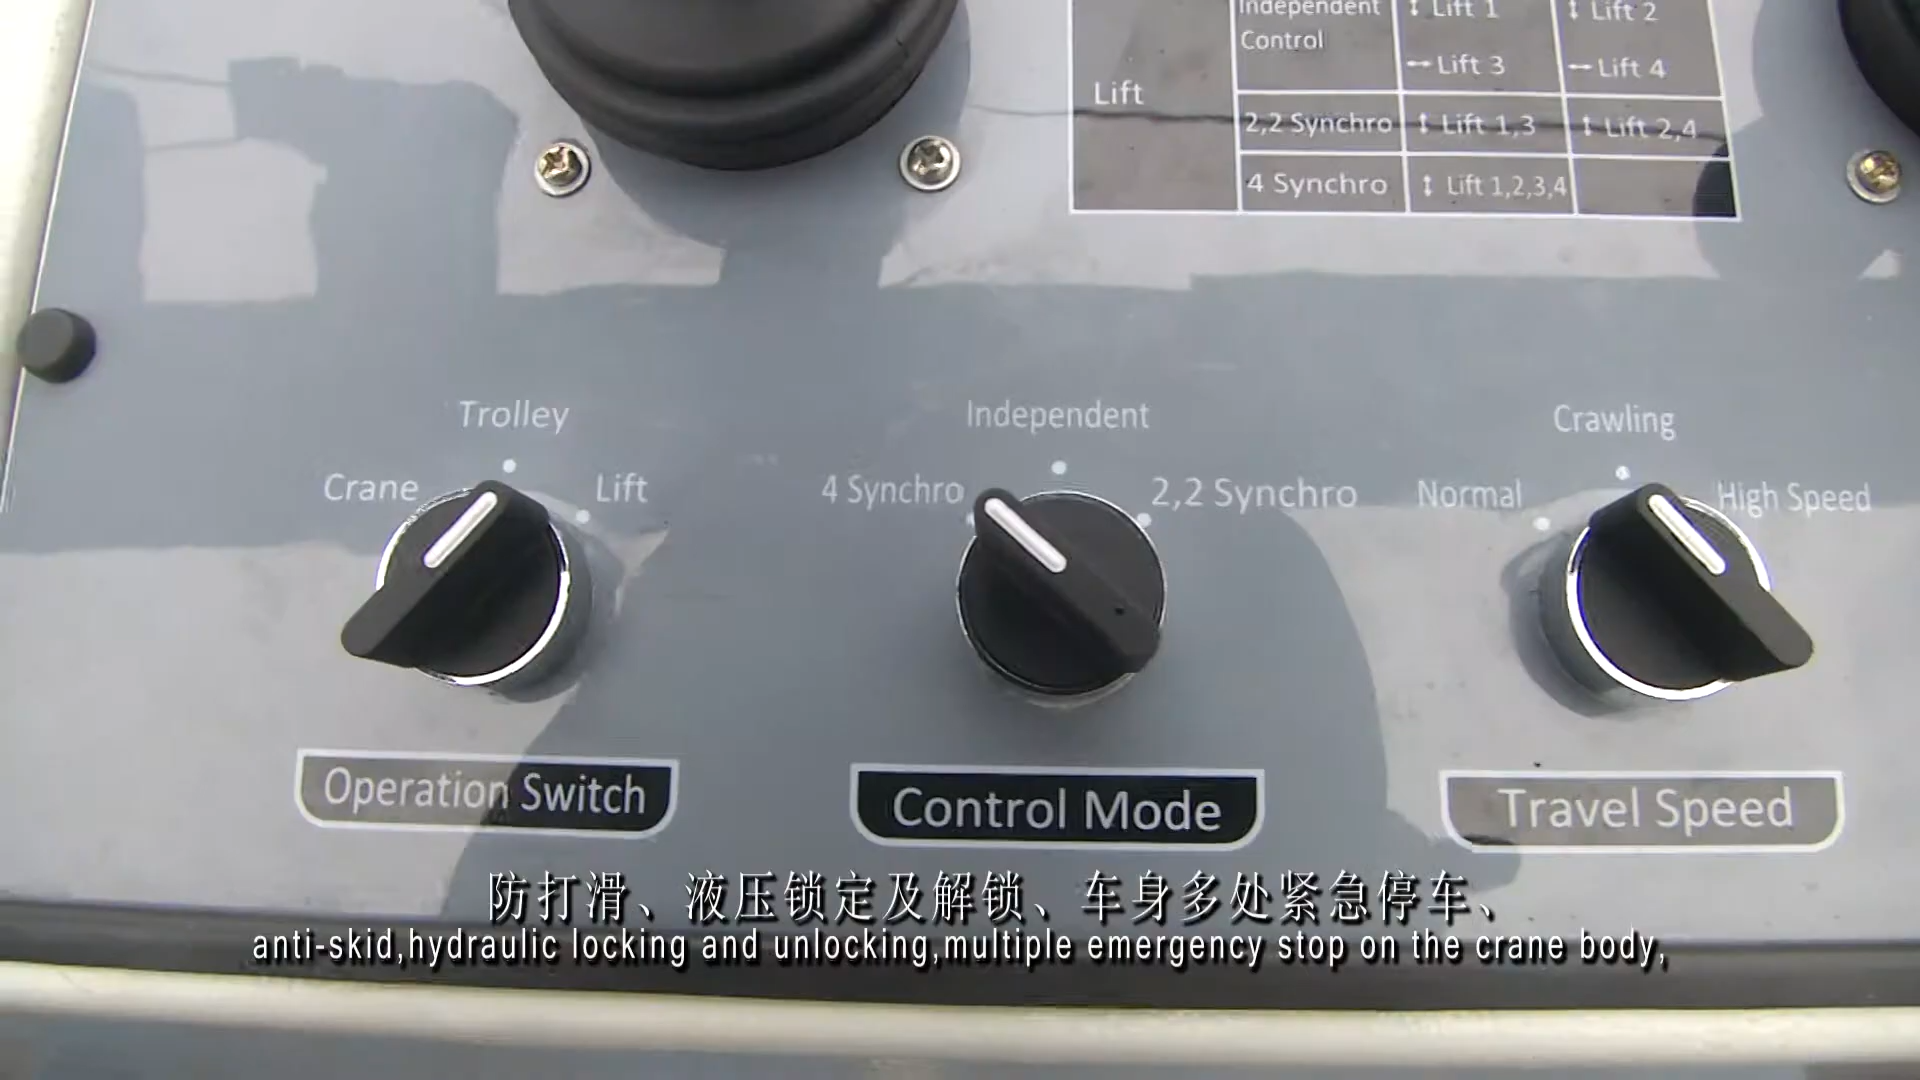 Independent ↕ Lift 1 ↕ Lift 2
Control
↔ Lift 3 ↔ Lift 4
Lift
2,2 Synchro ↕ Lift 1,3 ↕ Lift 2,4
4 Synchro ↕ Lift 1,2,3,4
Trolley
Crane
Lift
Independent
4 Synchro
2,2 Synchro
Crawling
Normal
High Speed
Operation Switch
Control Mode
Travel Speed
防打滑、液压锁定及解锁、车身多处紧急停车、
anti-skid,hydraulic locking and unlocking,multiple emergency stop on the crane body,